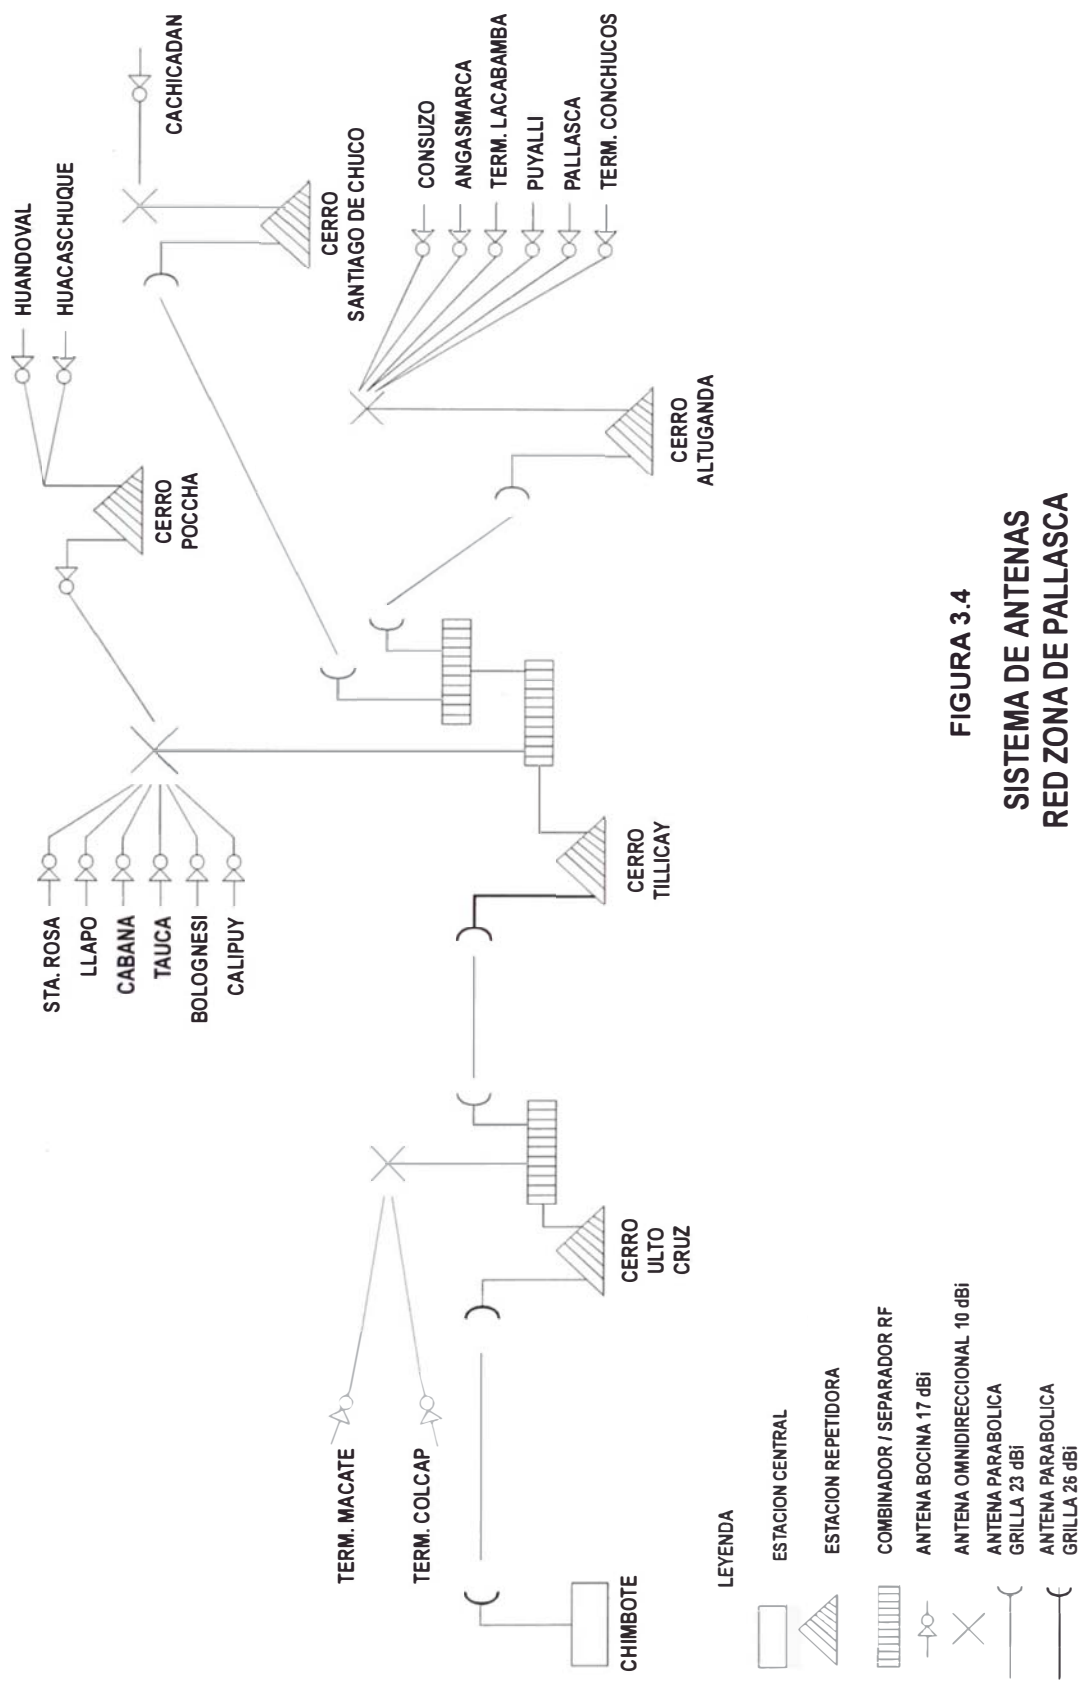 HUANDOVAL
HUACASCHUQUE
CERRO
POCCHA
CACHICADAN
CERRO
SANTIAGO DE CHUCO
CONSUZO
ANGASMARCA
TERM. LACABAMBA
PUYALLI
PALLASCA
TERM. CONCHUCOS
CERRO
ALTUGANDA
STA. ROSA
LLAPO
CABANA
TAUCA
BOLOGNESI
CALIPUY
CERRO
TILLICAY
CERRO
ULTO
CRUZ
TERM. MACATE
TERM. COLCAP
CHIMBOTE
LEYENDA
ESTACION CENTRAL
ESTACION REPETIDORA
COMBINADOR / SEPARADOR RF
ANTENA BOCINA 17 dBi
ANTENA OMNIDIRECCIONAL 10 dBi
ANTENA PARABOLICA
GRILLA 23 dBi
ANTENA PARABOLICA
GRILLA 26 dBi
FIGURA 3.4
SISTEMA DE ANTENAS
RED ZONA DE PALLASCA